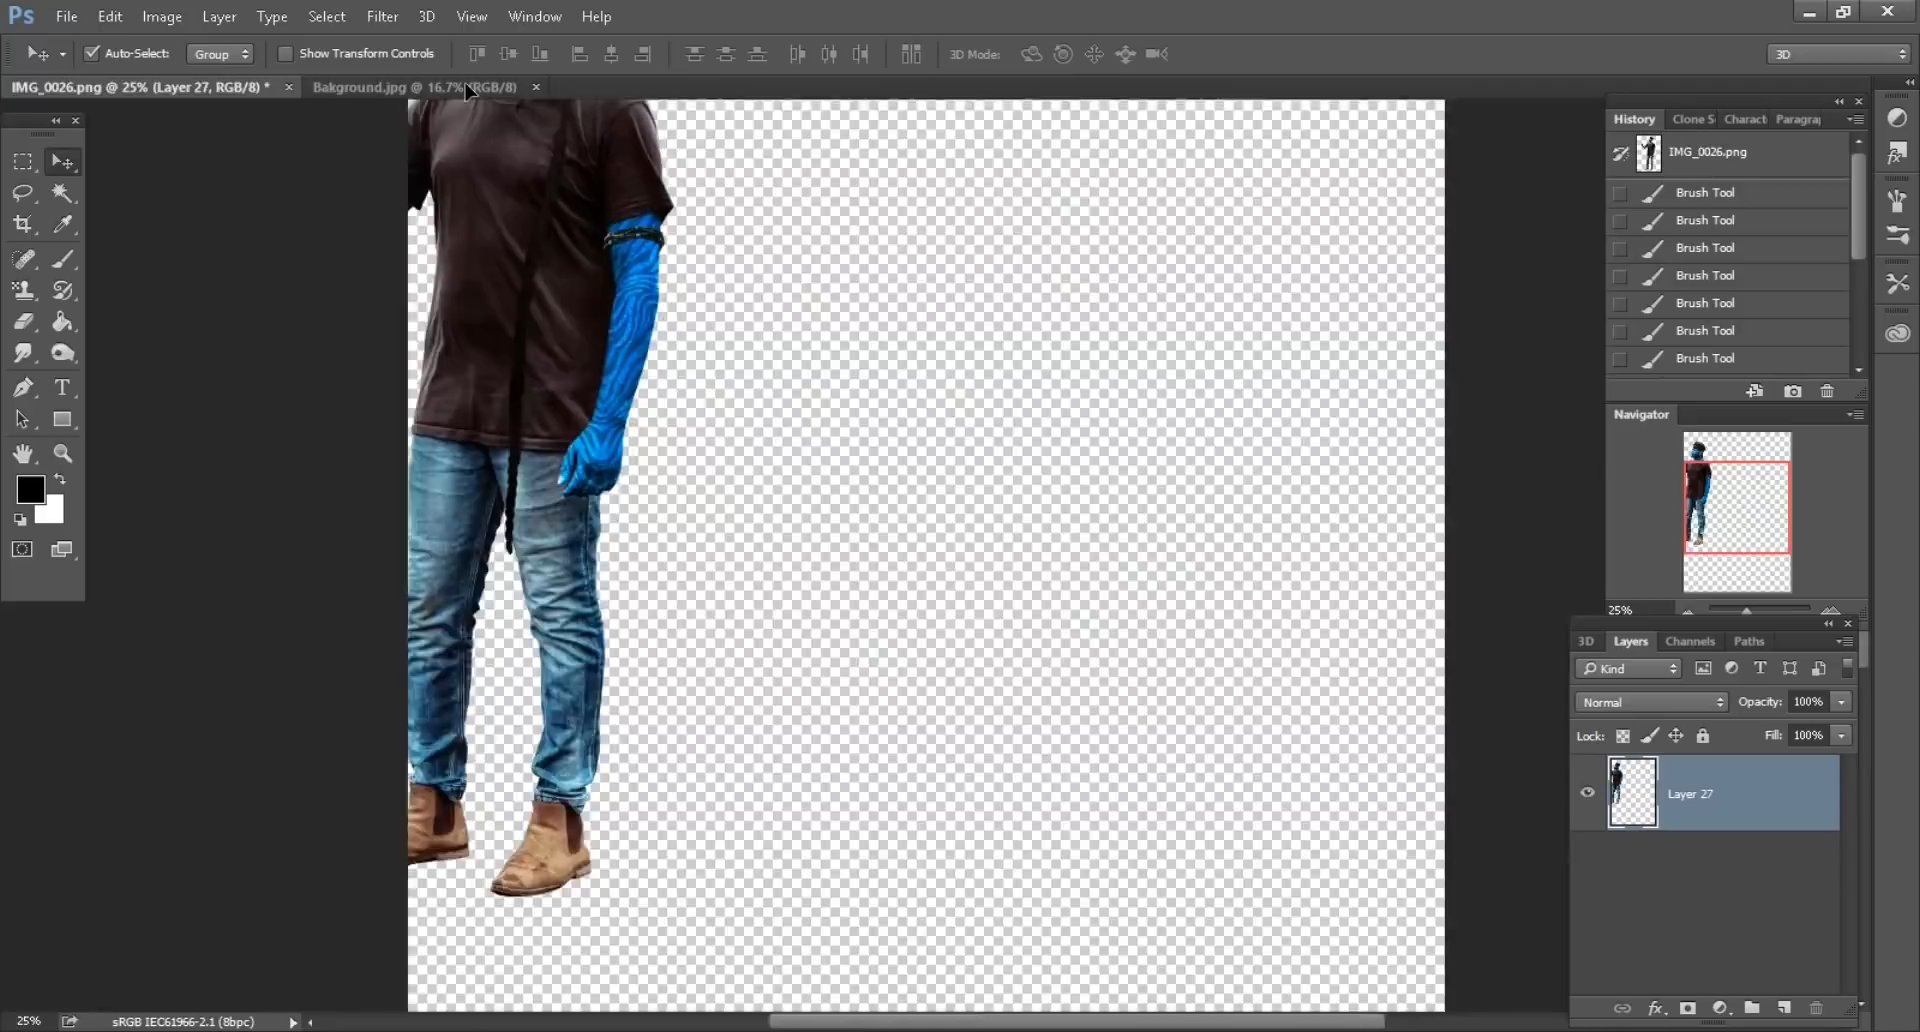 Ps File Edit Image Layer Type Select Filter 3D View Window Help
Auto-Select: Group Show Transform Controls 3D Mode: 3D
IMG_0026.png @ 25% (Layer 27, RGB/8) * × Bakground.jpg @ 16.7% (RGB/8) ×
History Clone S Charact Paragraj
IMG_0026.png
Brush Tool
Brush Tool
Brush Tool
Brush Tool
Brush Tool
Brush Tool
Brush Tool
Navigator
25%
3D Layers Channels Paths
Kind
Normal Opacity: 100%
Lock: Fill: 100%
Layer 27
fx
25% sRGB IEC61966-2.1 (8bpc)